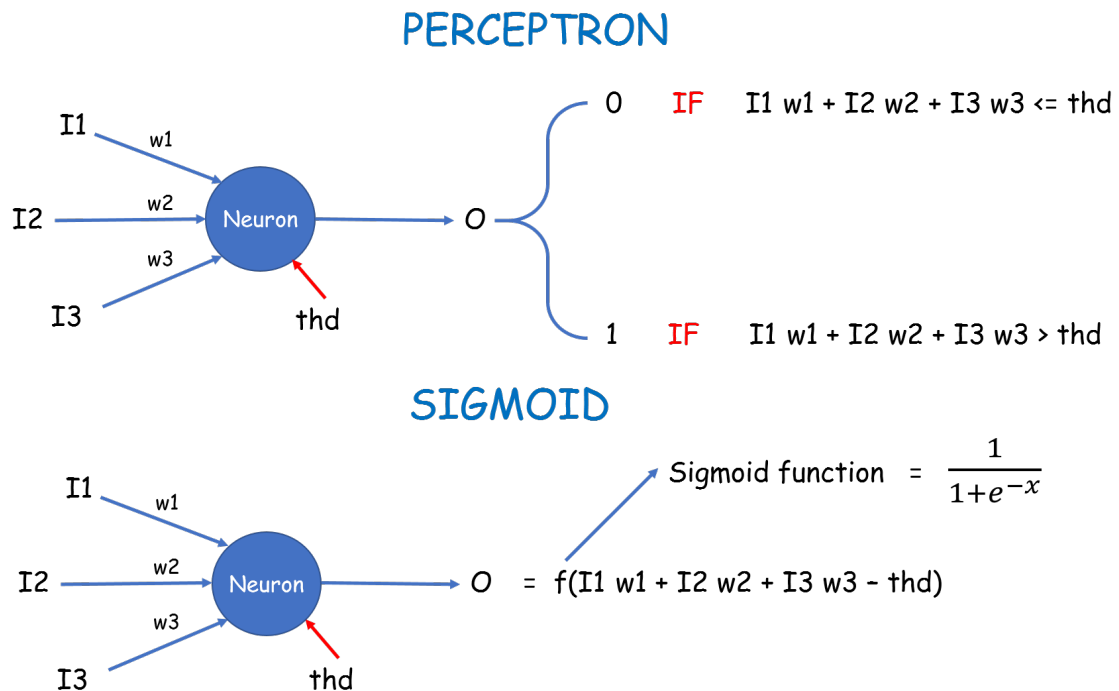 PERCEPTRON
0 IF I1 w1 + I2 w2 + I3 w3 <= thd
I1
w1
I2
w2
Neuron
O
w3
I3
thd
1 IF I1 w1 + I2 w2 + I3 w3 > thd
SIGMOID
Sigmoid function = 1 / 1+e^−x
I1
w1
I2
w2
Neuron
O = f(I1 w1 + I2 w2 + I3 w3 – thd)
w3
I3
thd